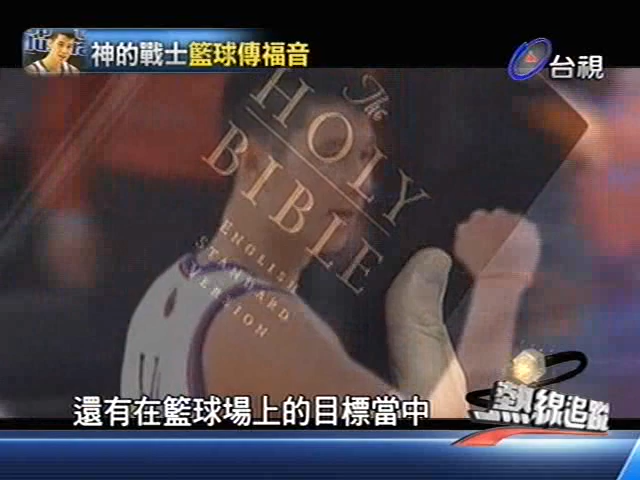 神的戰士籃球傳福音
台視
The
HOLY
BIBLE
ENGLISH
STANDARD
VERSION
還有在籃球場上的目標當中
熱線追蹤